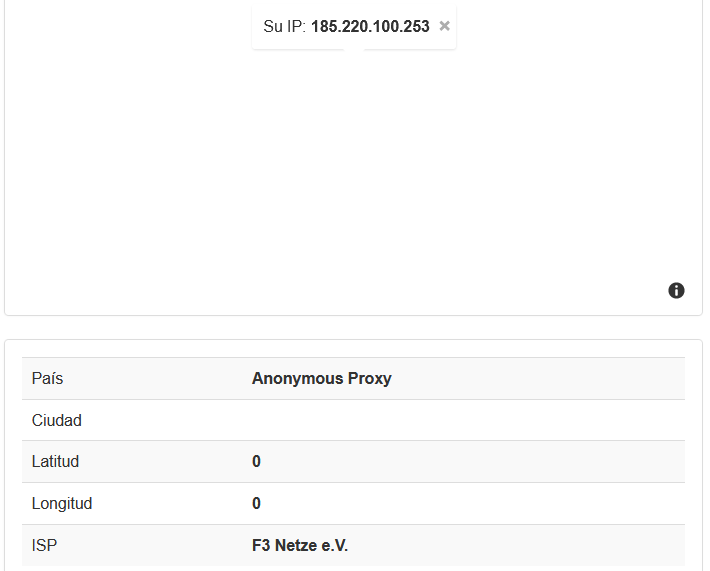 Su IP: 185.220.100.253 ×
País Anonymous Proxy
Ciudad
Latitud 0
Longitud 0
ISP F3 Netze e.V.